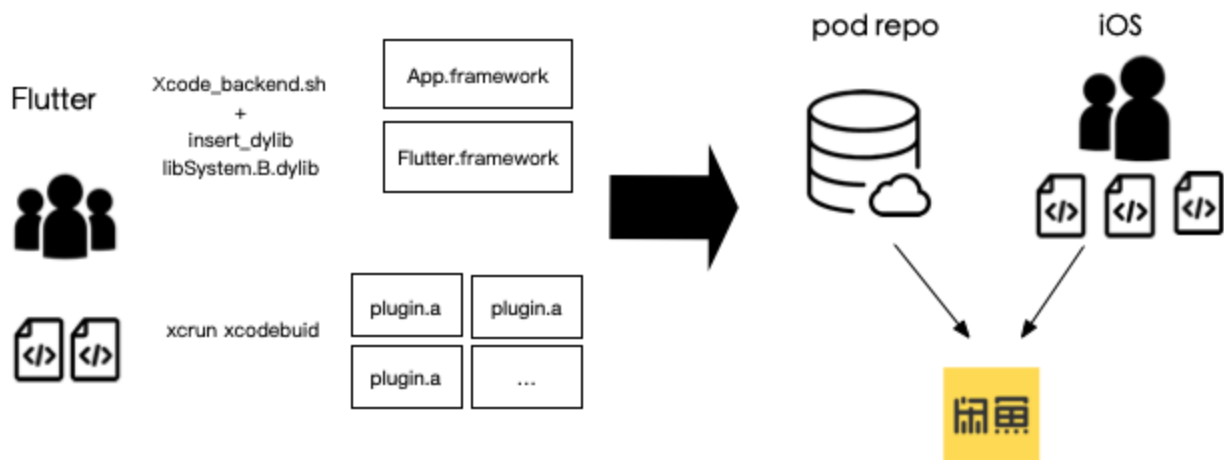 Flutter
Xcode_backend.sh
+
insert_dylib
libSystem.B.dylib
App.framework
Flutter.framework
</>
</>
xcrun xcodebuid
plugin.a
plugin.a
plugin.a
...
pod repo
iOS
</>
</>
</>
闲鱼